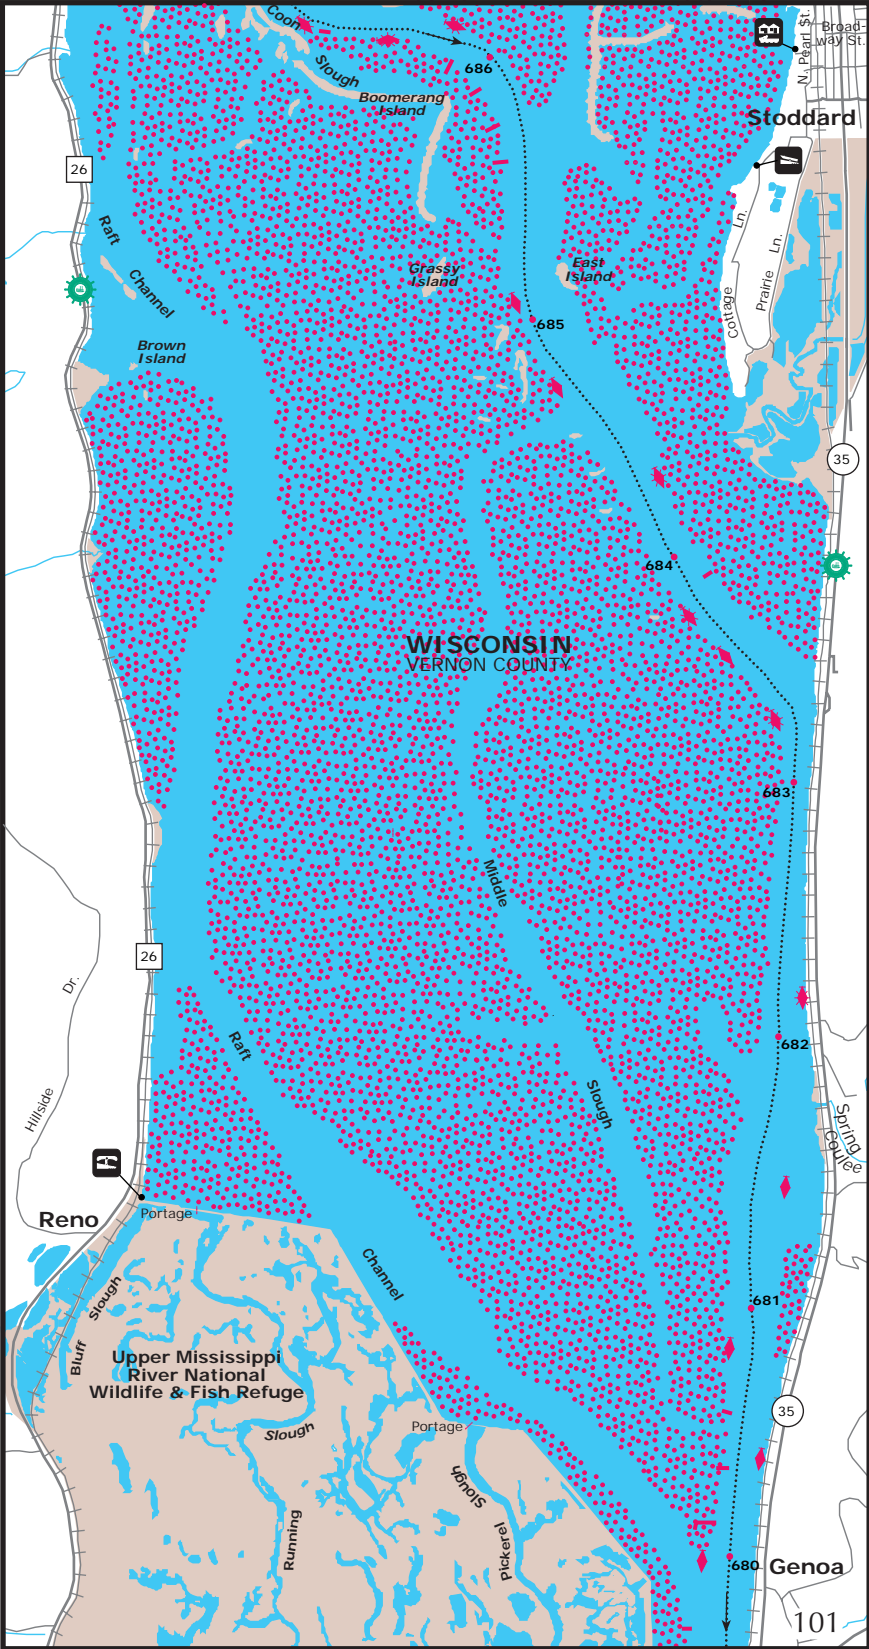 Coon
Slough
686
Boomerang
Island
N. Pearl St.
Broad-
way St.
Stoddard
26
Raft
Channel
Grassy
Island
East
Island
Cottage
Ln.
Prairie
Ln.
685
Brown
Island
35
684
WISCONSIN
VERNON COUNTY
683
Middle
Slough
26
Hillside
Dr.
Raft
Channel
682
Spring
Coulee
Reno
Portage
681
Bluff
Slough
Upper Mississippi
River National
Wildlife & Fish Refuge
35
Portage
Running
Slough
Pickerel
Slough
680
Genoa
101